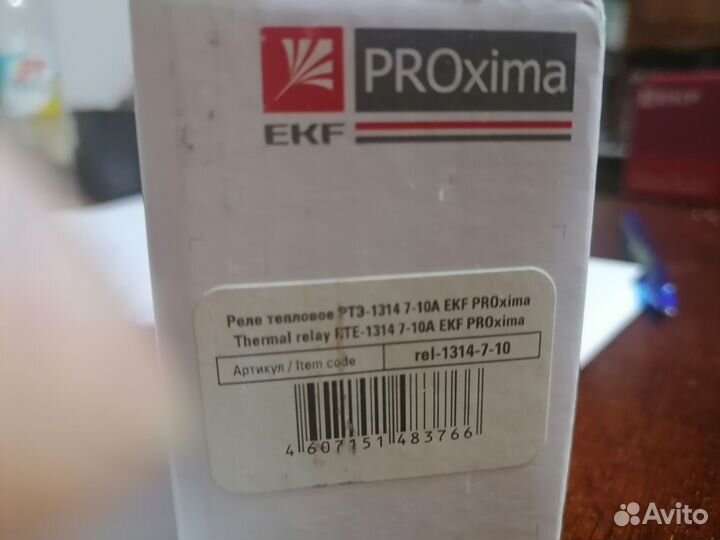 PROxima
EKF
Реле тепловое РТЭ-1314 7-10А EKF PROxima
Thermal relay RTE-1314 7-10A EKF PROxima
Артикул / Item code
rel-1314-7-10
4 607151 483766
EKF
Avito